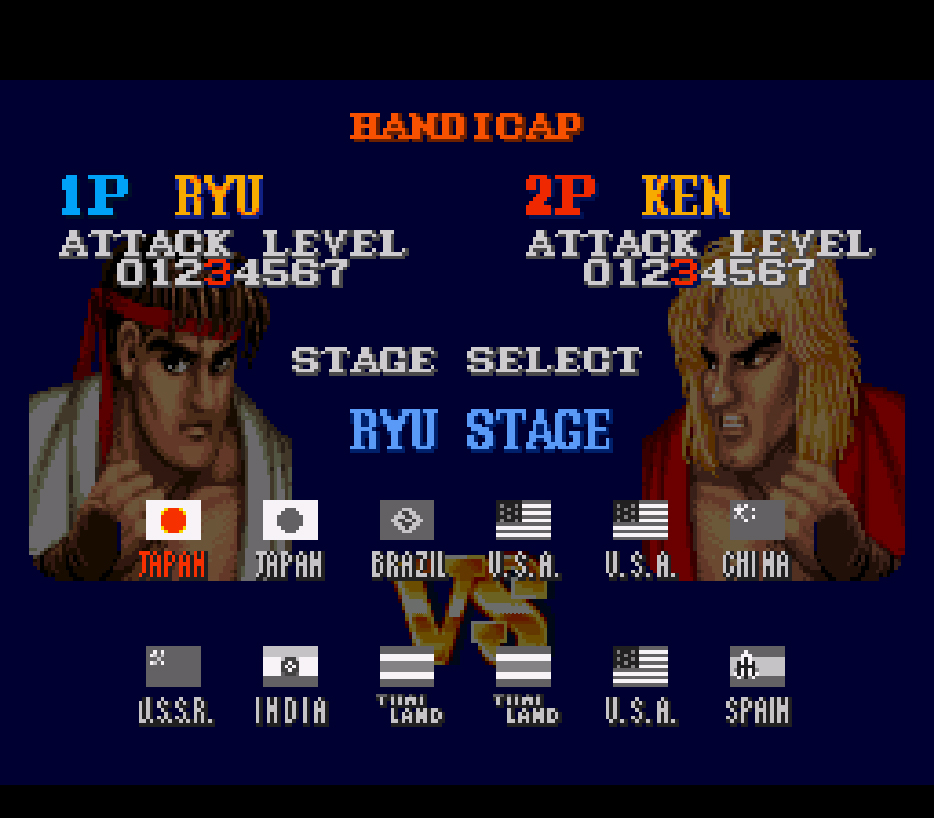 HANDICAP
1P RYU 2P KEN
ATTACK LEVEL ATTACK LEVEL
01234567 01234567
STAGE SELECT
RYU STAGE
JAPAN JAPAN BRAZIL U.S.A. U.S.A. CHINA
VS
U.S.S.R. INDIA THAILAND THAILAND U.S.A. SPAIN